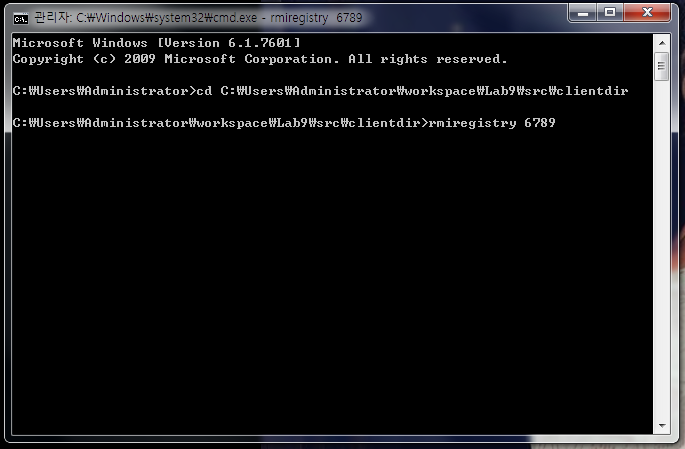 관리자: C:₩Windows₩system32₩cmd.exe - rmiregistry  6789
Microsoft Windows [Version 6.1.7601]
Copyright (c) 2009 Microsoft Corporation. All rights reserved.
C:₩Users₩Administrator>cd C:₩Users₩Administrator₩workspace₩Lab9₩src₩clientdir
C:₩Users₩Administrator₩workspace₩Lab9₩src₩clientdir>rmiregistry 6789